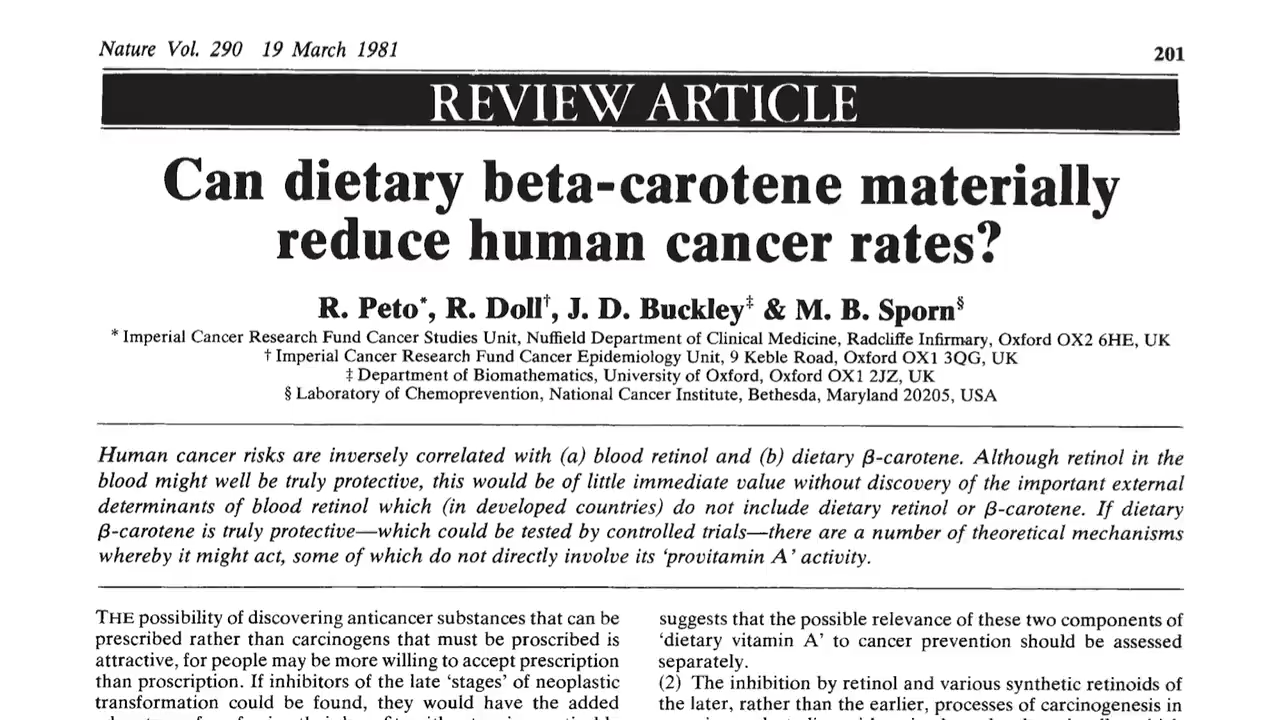 Nature Vol. 290 19 March 1981
201
REVIEW ARTICLE
Can dietary beta-carotene materially
reduce human cancer rates?
R. Peto*, R. Doll†, J. D. Buckley‡ & M. B. Sporn§
* Imperial Cancer Research Fund Cancer Studies Unit, Nuffield Department of Clinical Medicine, Radcliffe Infirmary, Oxford OX2 6HE, UK
† Imperial Cancer Research Fund Cancer Epidemiology Unit, 9 Keble Road, Oxford OX1 3QG, UK
‡ Department of Biomathematics, University of Oxford, Oxford OX1 2JZ, UK
§ Laboratory of Chemoprevention, National Cancer Institute, Bethesda, Maryland 20205, USA
Human cancer risks are inversely correlated with (a) blood retinol and (b) dietary β-carotene. Although retinol in the
blood might well be truly protective, this would be of little immediate value without discovery of the important external
determinants of blood retinol which (in developed countries) do not include dietary retinol or β-carotene. If dietary
β-carotene is truly protective—which could be tested by controlled trials—there are a number of theoretical mechanisms
whereby it might act, some of which do not directly involve its ‘provitamin A’ activity.
THE possibility of discovering anticancer substances that can be
prescribed rather than carcinogens that must be proscribed is
attractive, for people may be more willing to accept prescription
than proscription. If inhibitors of the late ‘stages’ of neoplastic
transformation could be found, they would have the added
suggests that the possible relevance of these two components of
‘dietary vitamin A’ to cancer prevention should be assessed
separately.
(2) The inhibition by retinol and various synthetic retinoids of
the later, rather than the earlier, processes of carcinogenesis in